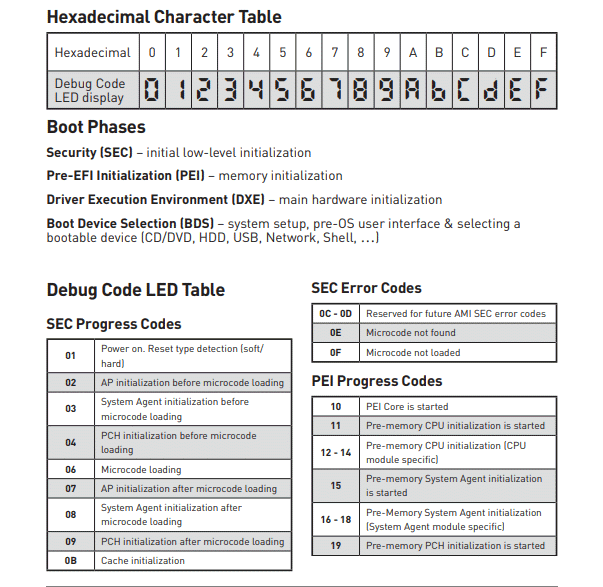 Hexadecimal Character Table
Hexadecimal 0 1 2 3 4 5 6 7 8 9 A B C D E F
Debug Code
LED display 0 1 2 3 4 5 6 7 8 9 A b C d E F
Boot Phases
Security (SEC) – initial low-level initialization
Pre-EFI Initialization (PEI) – memory initialization
Driver Execution Environment (DXE) – main hardware initialization
Boot Device Selection (BDS) – system setup, pre-OS user interface & selecting a
bootable device (CD/DVD, HDD, USB, Network, Shell, …)
Debug Code LED Table
SEC Progress Codes
01 Power on. Reset type detection (soft/
hard)
02 AP initialization before microcode loading
03 System Agent initialization before
microcode loading
04 PCH initialization before microcode
loading
06 Microcode loading
07 AP initialization after microcode loading
08 System Agent initialization after
microcode loading
09 PCH initialization after microcode loading
0B Cache initialization
SEC Error Codes
0C - 0D Reserved for future AMI SEC error codes
0E Microcode not found
0F Microcode not loaded
PEI Progress Codes
10 PEI Core is started
11 Pre-memory CPU initialization is started
12 - 14 Pre-memory CPU initialization (CPU
module specific)
15 Pre-memory System Agent initialization
is started
16 - 18 Pre-Memory System Agent initialization
(System Agent module specific)
19 Pre-memory PCH initialization is started